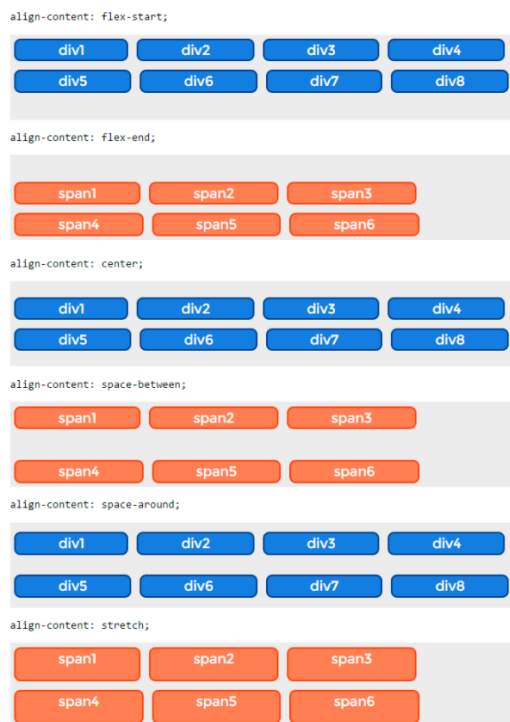 align-content: flex-start;
div1 div2 div3 div4
div5 div6 div7 div8
align-content: flex-end;
span1 span2 span3
span4 span5 span6
align-content: center;
div1 div2 div3 div4
div5 div6 div7 div8
align-content: space-between;
span1 span2 span3
span4 span5 span6
align-content: space-around;
div1 div2 div3 div4
div5 div6 div7 div8
align-content: stretch;
span1 span2 span3
span4 span5 span6